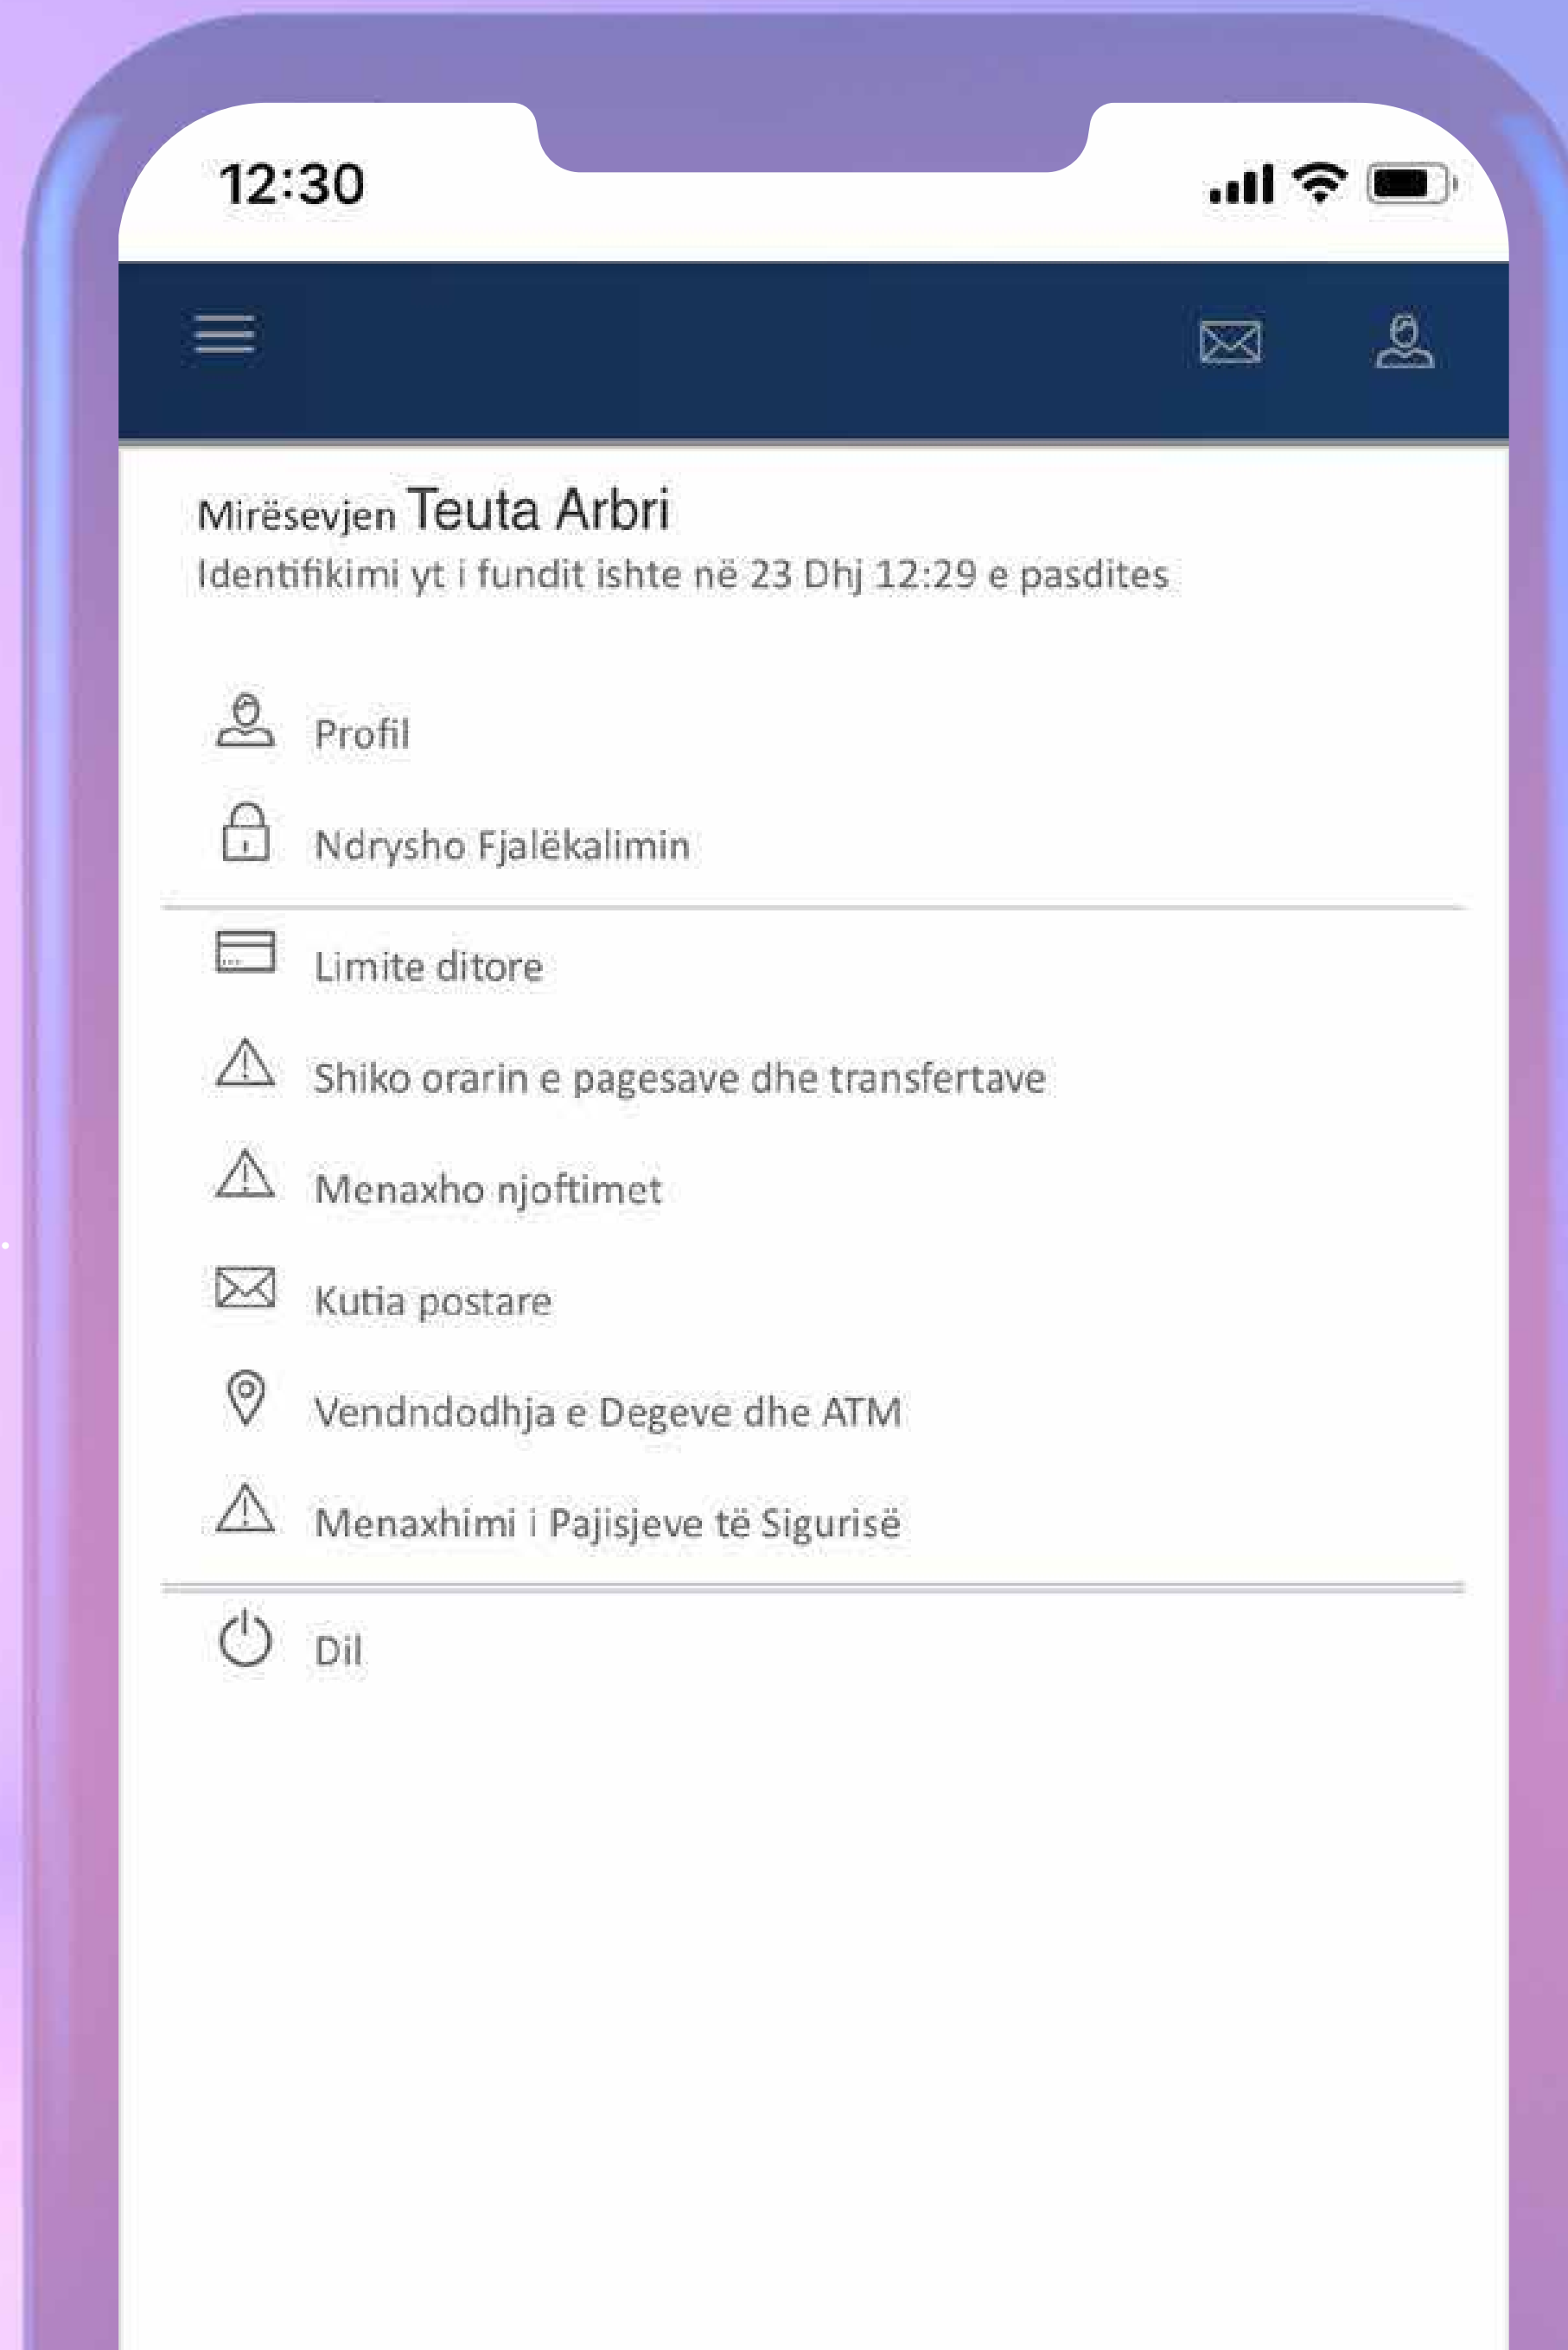 12:30
Mirësevjen Teuta Arbri
Identifikimi yt i fundit ishte në 23 Dhj 12:29 e pasdites
Profil
Ndrysho Fjalëkalimin
Limite ditore
Shiko orarin e pagesave dhe transfertave
Menaxho njoftimet
Kutia postare
Vendndodhja e Degeve dhe ATM
Menaxhimi i Pajisjeve të Sigurisë
Dil